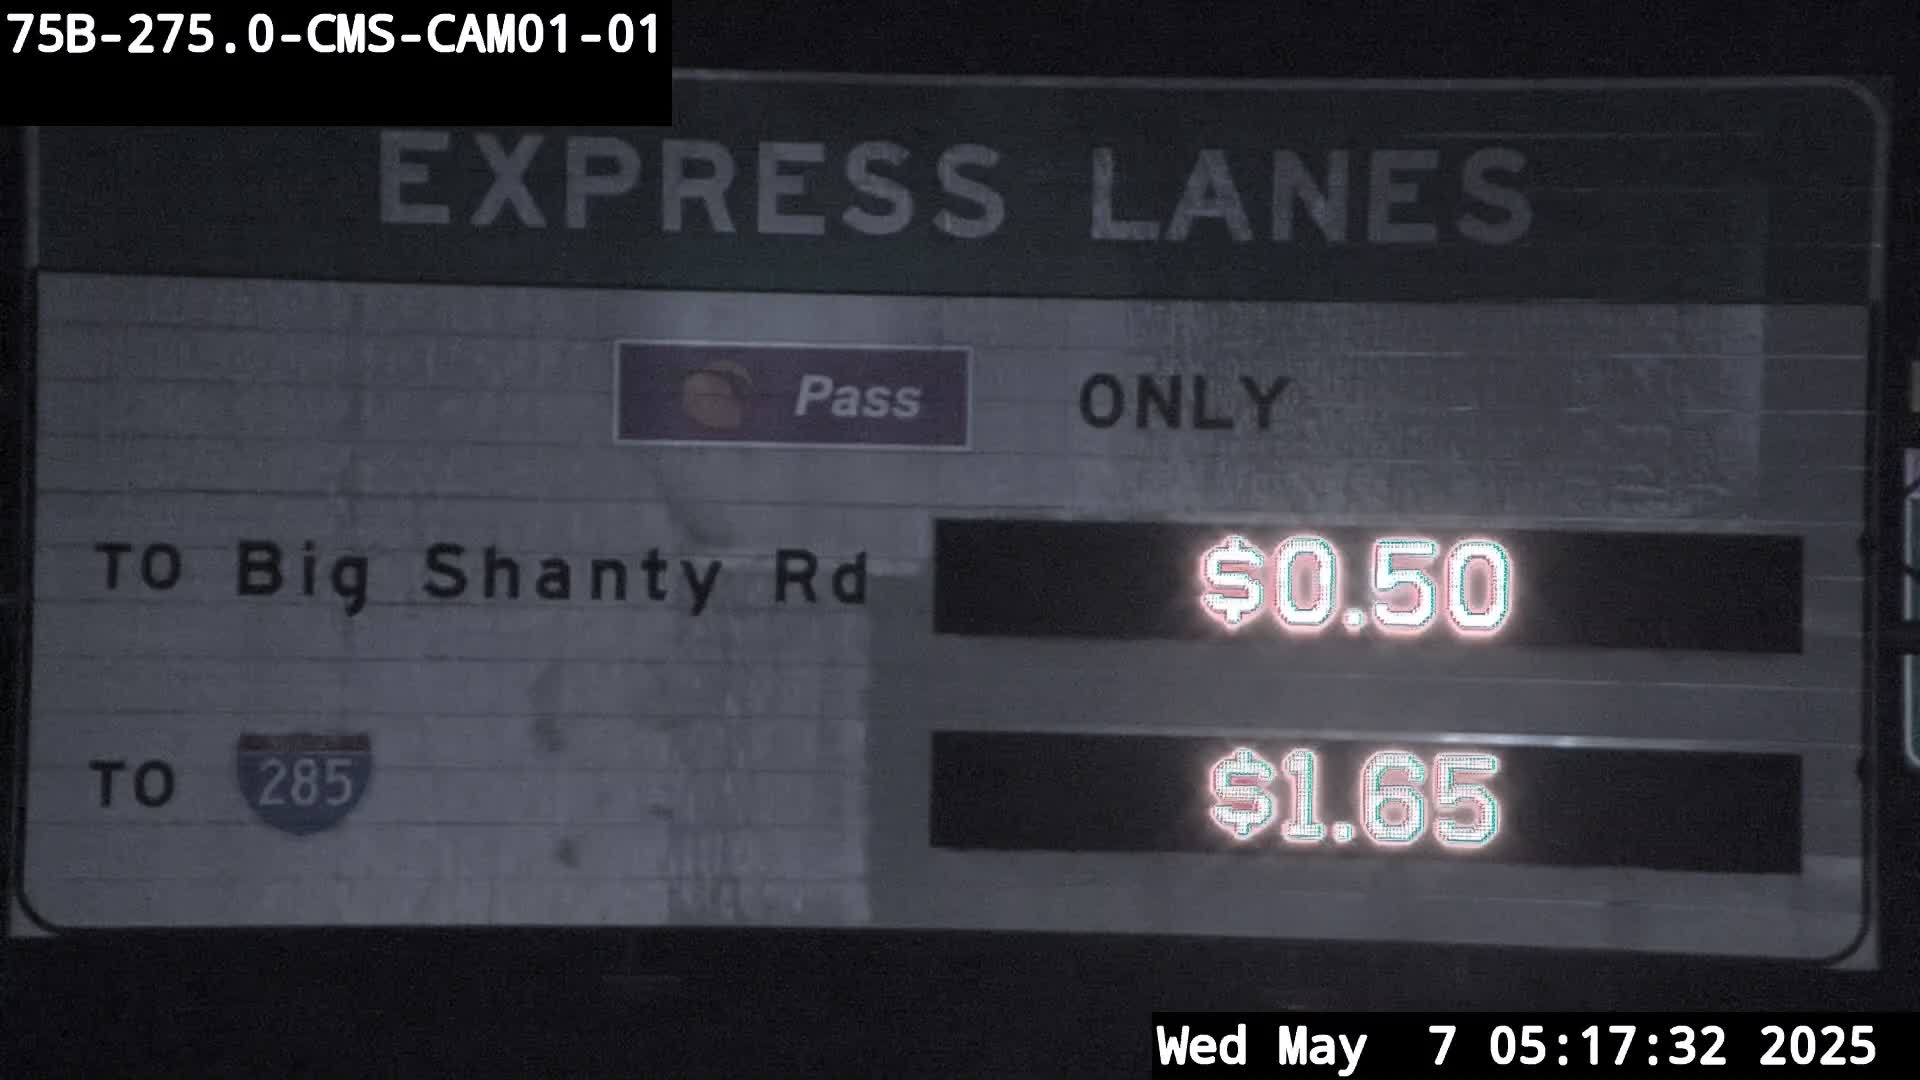 75B-275.0-CMS-CAM01-01
EXPRESS LANES
Pass ONLY
TO Big Shanty Rd $0.50
TO 285 $1.65
Wed May 7 05:17:32 2025